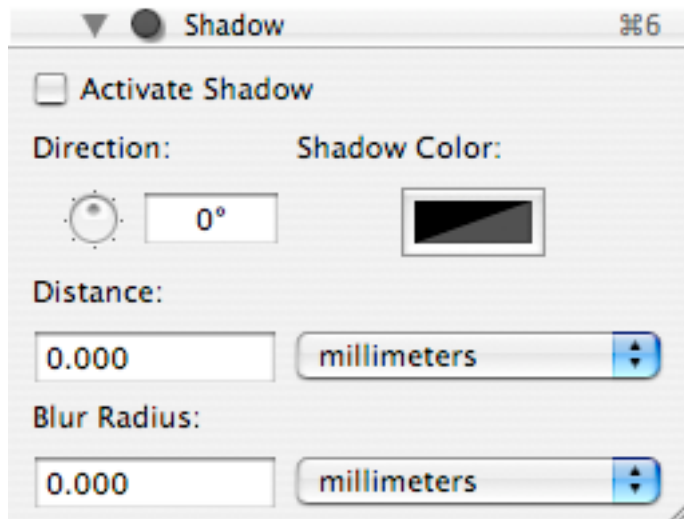 Shadow ⌘6
Activate Shadow
Direction: Shadow Color:
0°
Distance:
0.000 millimeters
Blur Radius:
0.000 millimeters